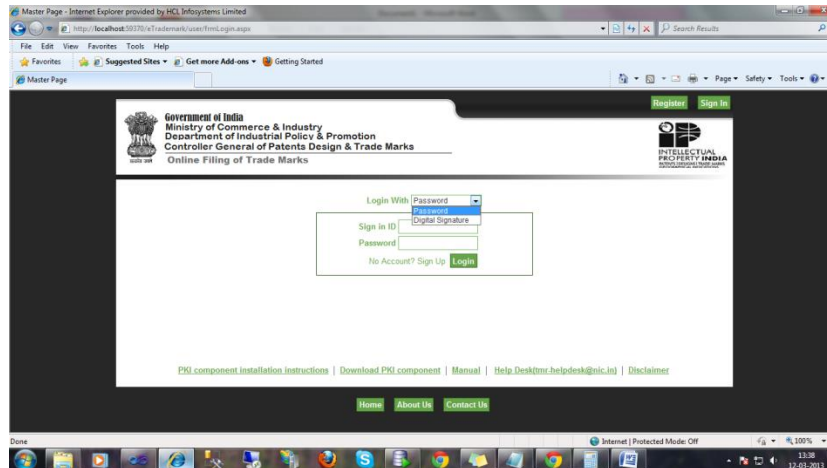 Master Page - Internet Explorer provided by HCL Infosystems Limited
http://localhost:59370/eTrademark/user/frmLogin.aspx
Search Results
File Edit View Favorites Tools Help
Favorites Suggested Sites Get more Add-ons Getting Started
Master Page
Page Safety Tools
Register Sign In
Government of India
Ministry of Commerce & Industry
Department of Industrial Policy & Promotion
Controller General of Patents Design & Trade Marks
Online Filing of Trade Marks
INTELLECTUAL
PROPERTY INDIA
Login With Password
Password
Digital Signature
Sign in ID
Password
No Account? Sign Up Login
PKI component installation instructions | Download PKI component | Manual | Help Desk(tmr-helpdesk@nic.in) | Disclaimer
Home About Us Contact Us
Done
Internet | Protected Mode: Off
100%
13:38
12-03-2013